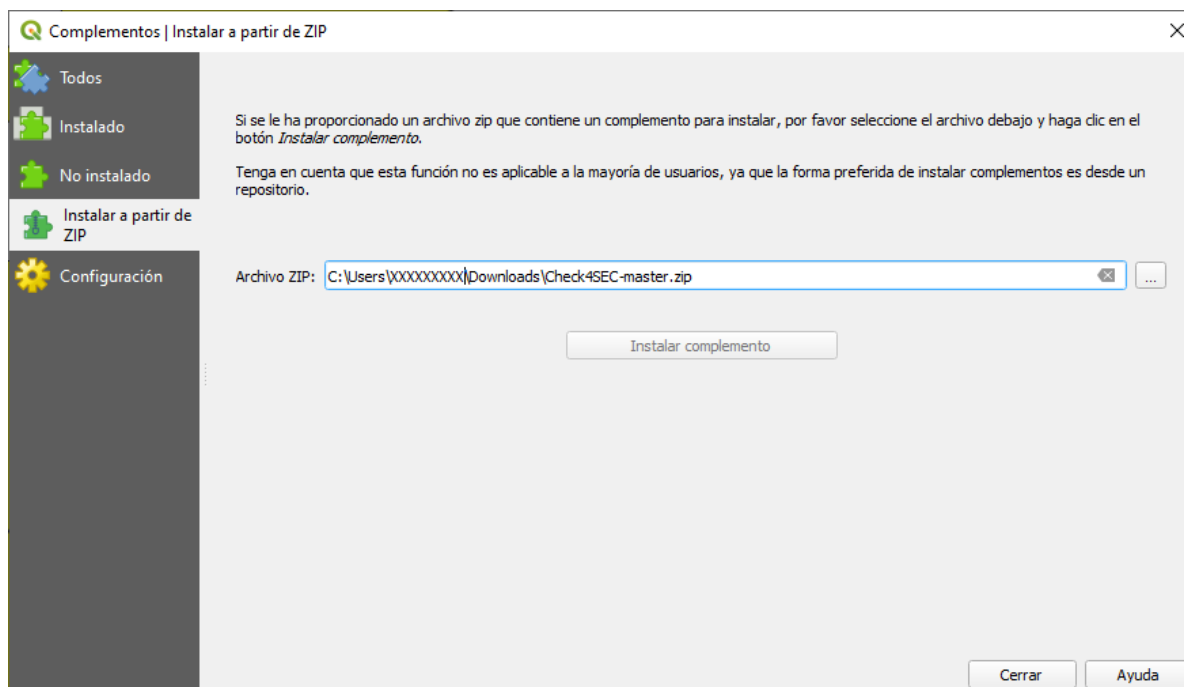 Complementos | Instalar a partir de ZIP
Todos
Instalado
No instalado
Instalar a partir de
ZIP
Configuración
Si se le ha proporcionado un archivo zip que contiene un complemento para instalar, por favor seleccione el archivo debajo y haga clic en el
botón Instalar complemento.
Tenga en cuenta que esta función no es aplicable a la mayoría de usuarios, ya que la forma preferida de instalar complementos es desde un
repositorio.
Archivo ZIP: C:\Users\XXXXXXXXX\Downloads\Check4SEC-master.zip
...
Instalar complemento
Cerrar Ayuda